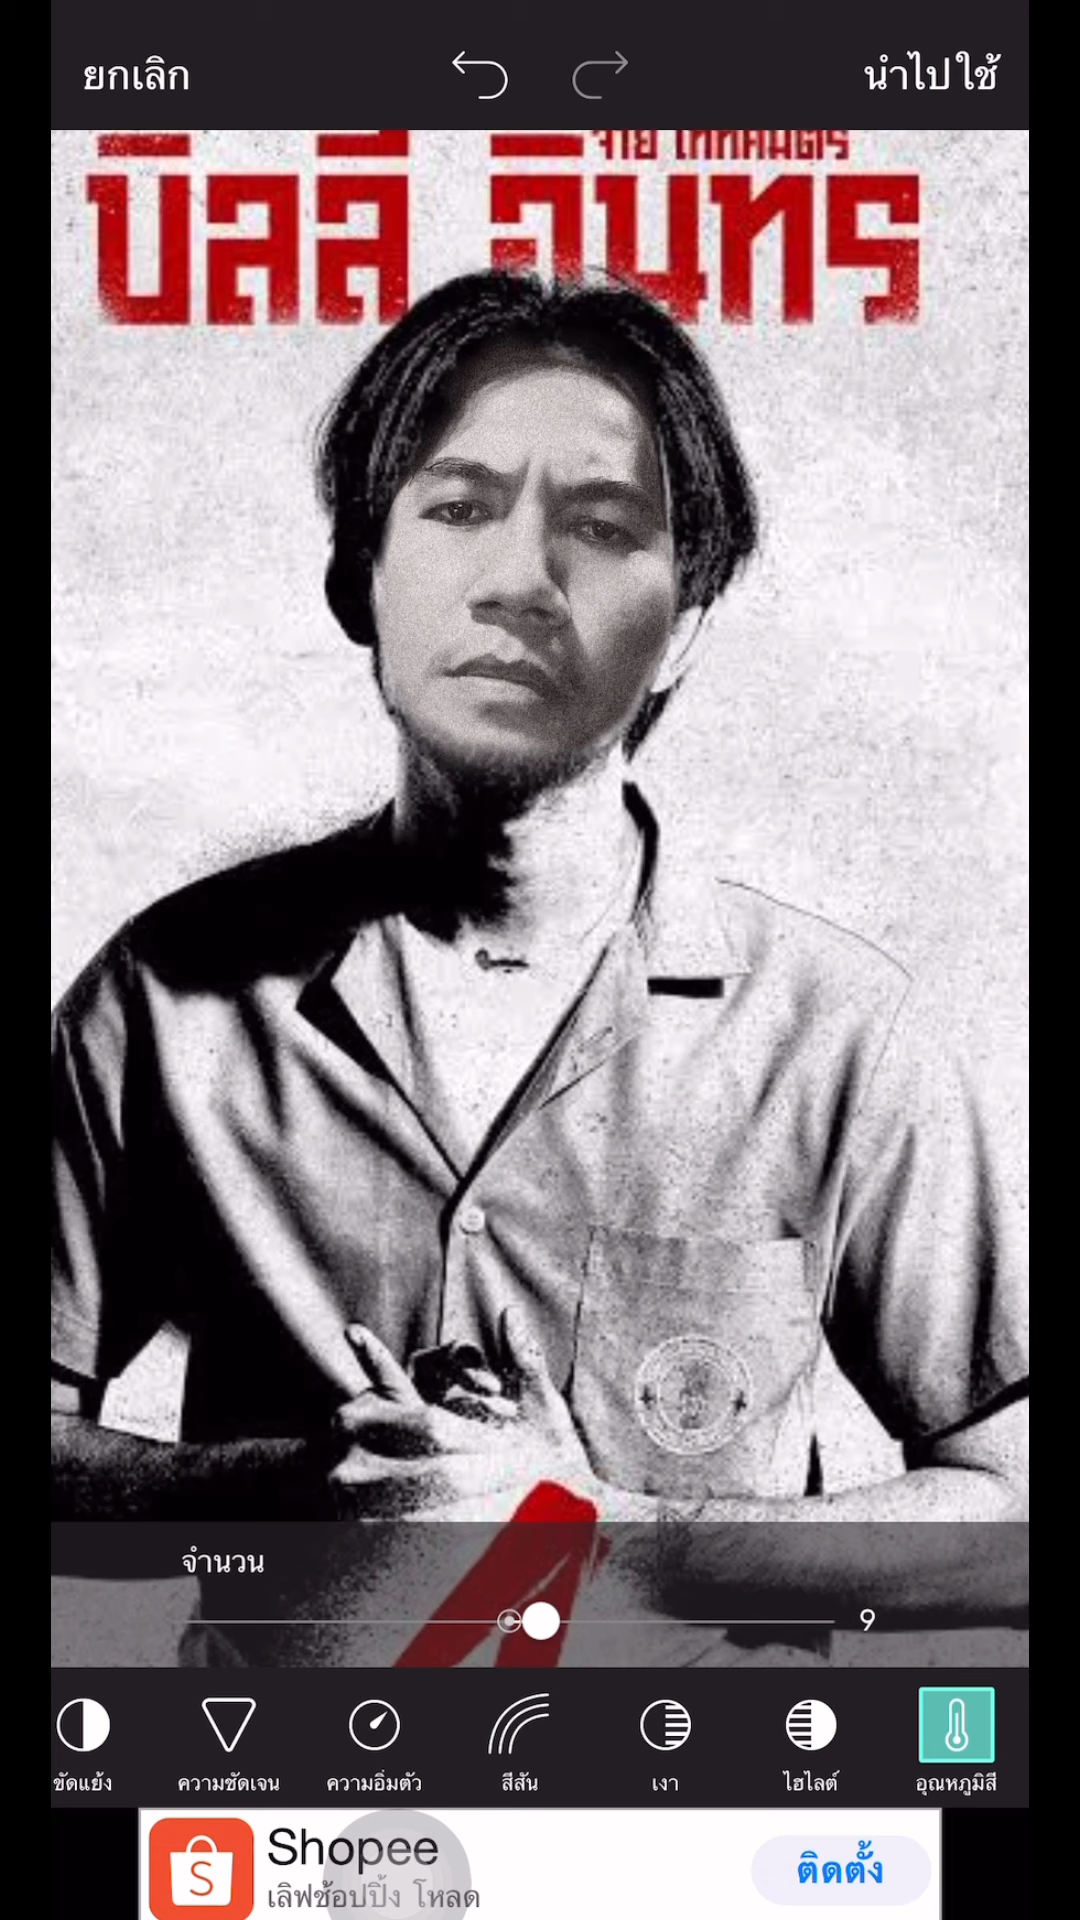 ยกเลิก
นำไปใช้
บิลลี่ อินทร
จำนวน
9
ขัดแย้ง
ความชัดเจน
ความอิ่มตัว
สีสัน
เงา
ไฮไลต์
อุณหภูมิสี
Shopee
ติดตั้ง
เลิฟช้อปปิ้ง โหลด